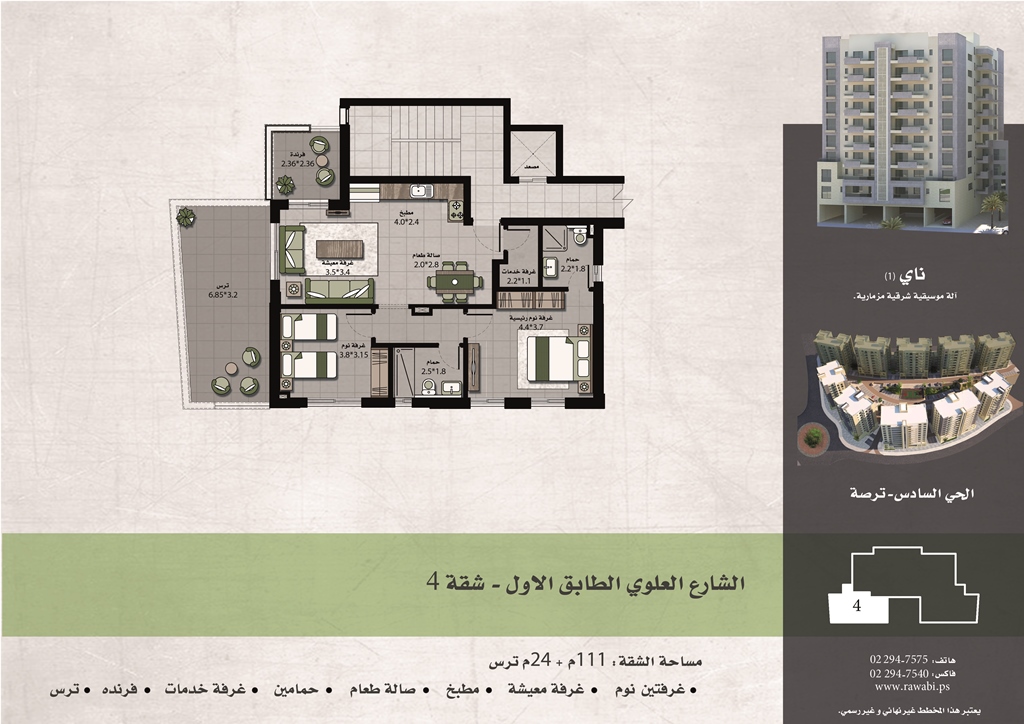 فرندة
2.36*2.36
مصعد
مطبخ
4.0*2.4
غرفة معيشة
3.5*3.4
صالة طعام
2.0*2.8
غرفة خدمات
2.2*1.1
حمام
2.2*1.8
ترس
6.85*3.2
غرفة نوم
3.8*3.15
حمام
2.5*1.8
غرفة نوم رئيسية
4.4*3.7
ناي (1)
آلة موسيقية شرقية مزمارية.
الحي السادس-ترصة
4
الشارع العلوي الطابق الاول - شقة 4
مساحة الشقة: 111م + 24م ترس
• غرفتين نوم • غرفة معيشة • مطبخ • صالة طعام • حمامين • غرفة خدمات • فرنده • ترس
هاتف: 02 294-7575
فاكس: 02 294-7540
www.rawabi.ps
يعتبر هذا المخطط غير نهائي و غير رسمي.